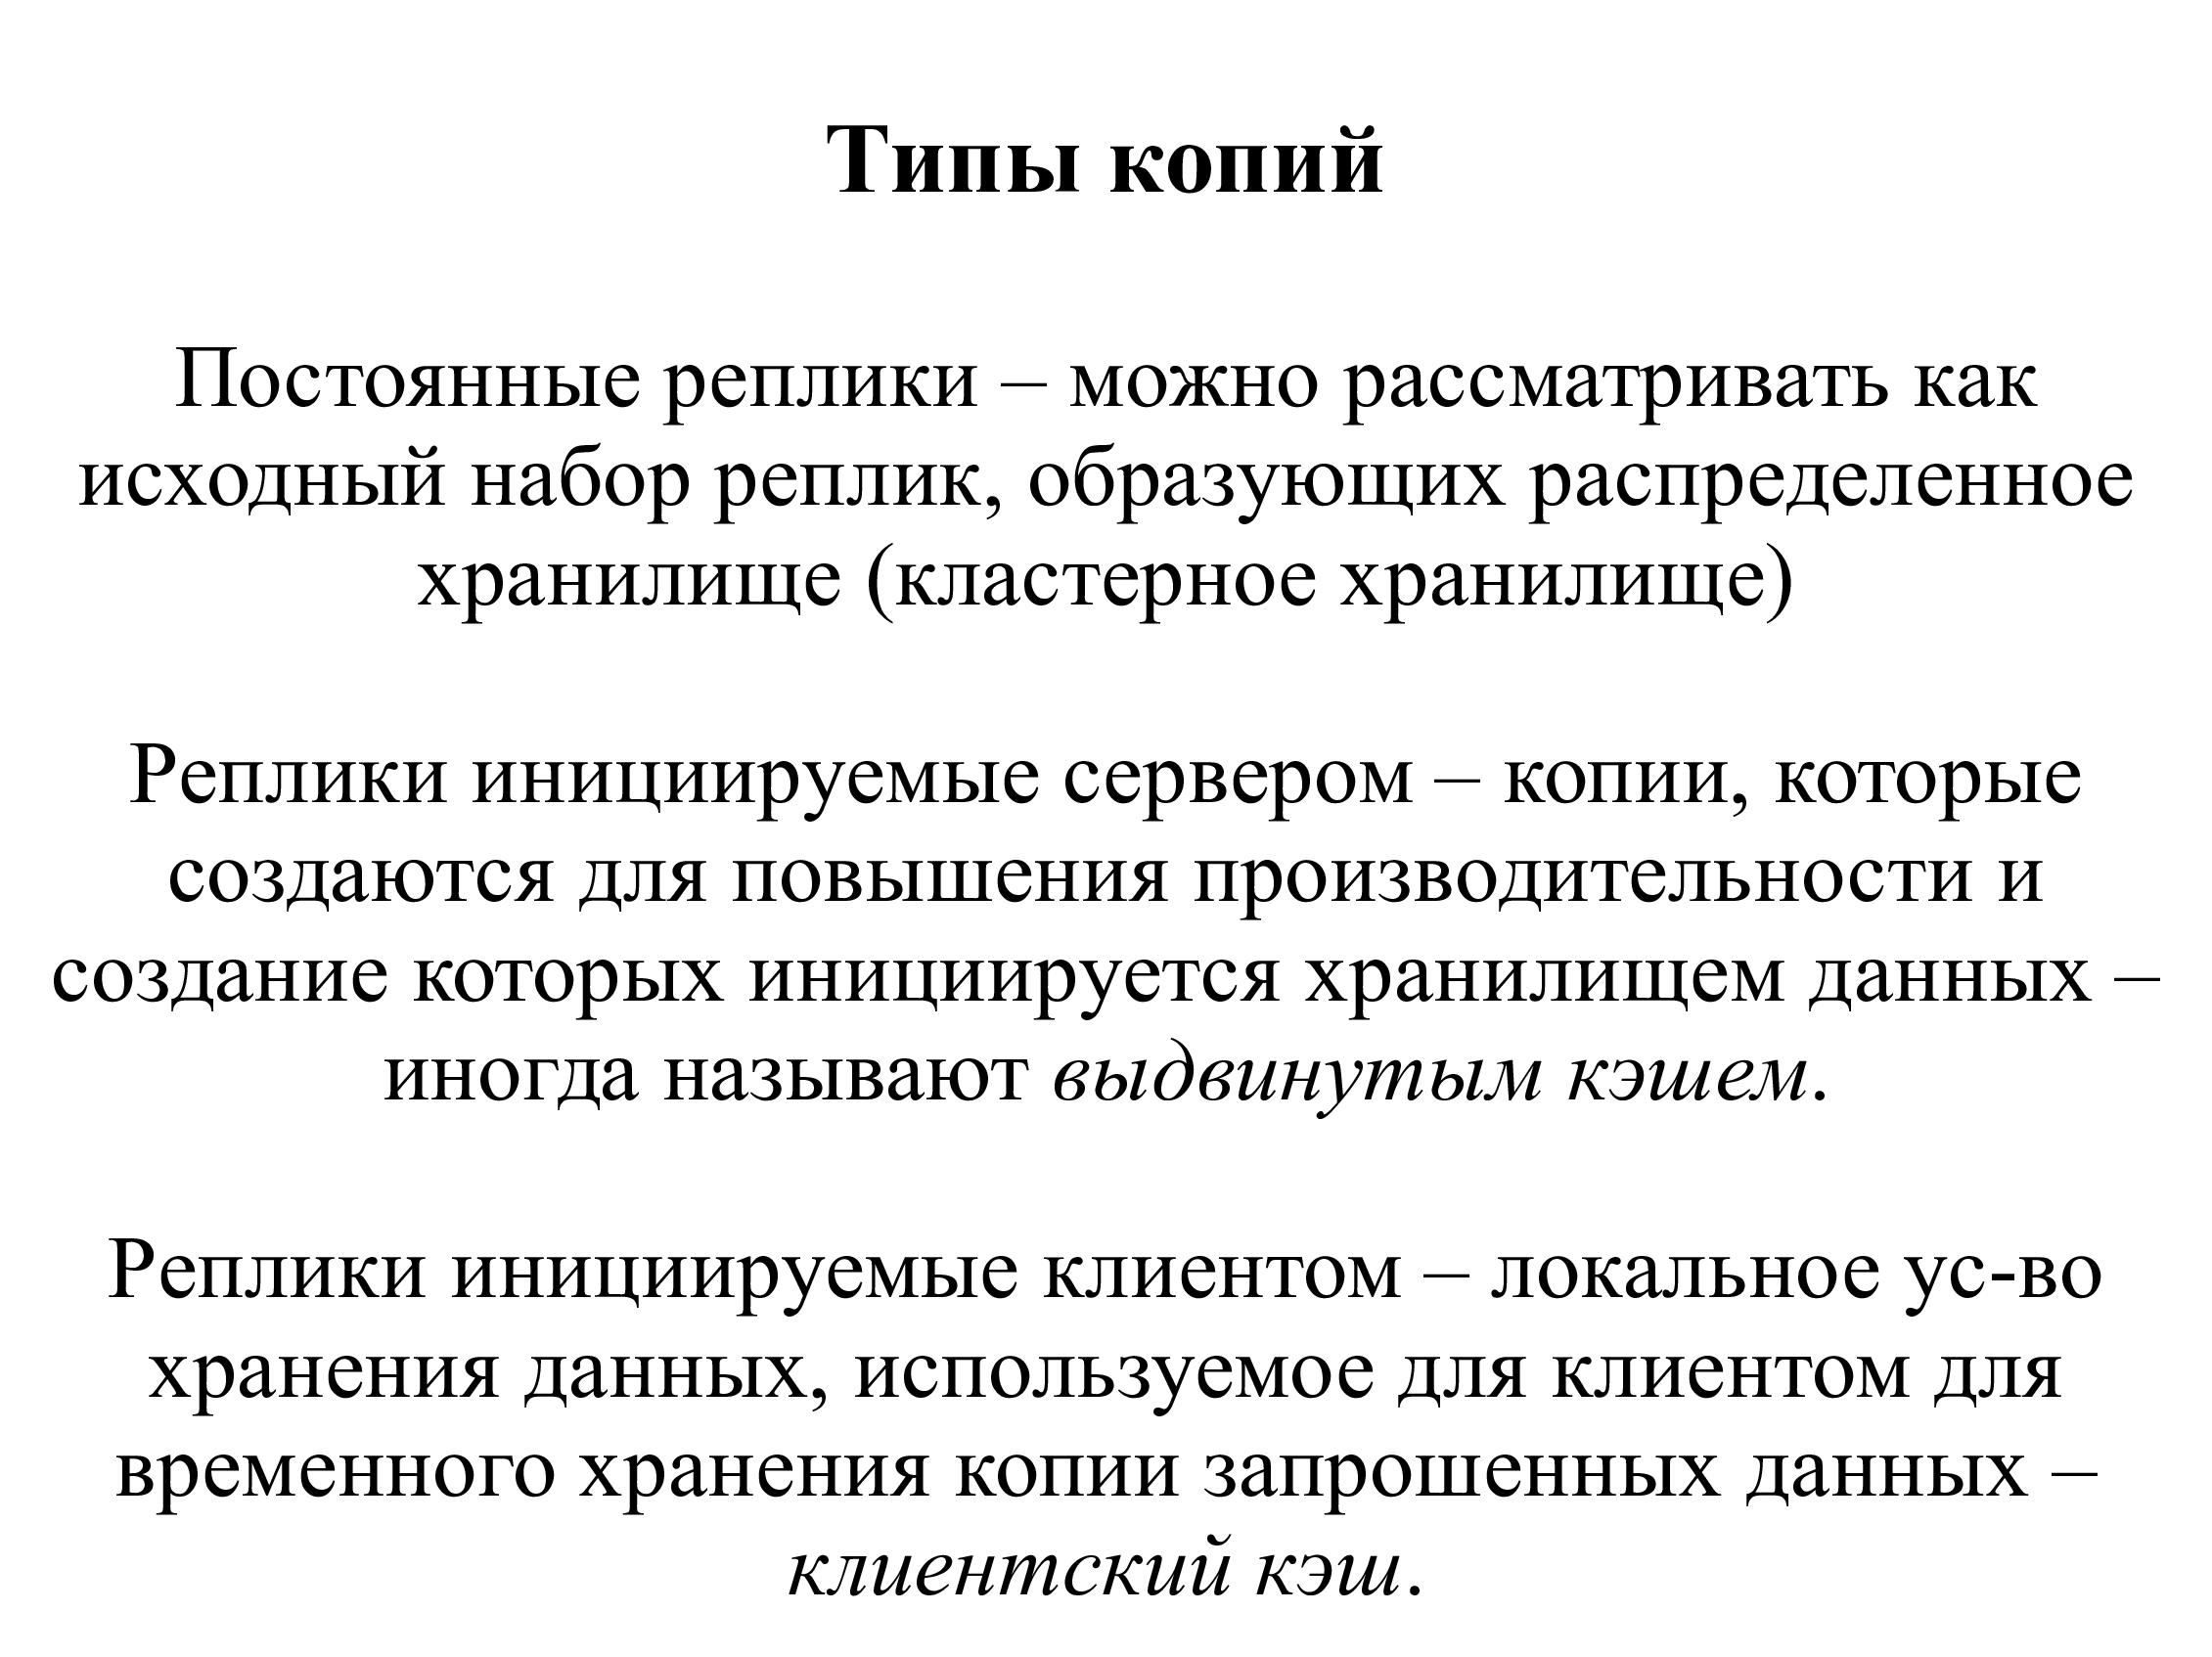 Типы копий
Постоянные реплики – можно рассматривать как
исходный набор реплик, образующих распределенное
хранилище (кластерное хранилище)
Реплики инициируемые сервером – копии, которые
создаются для повышения производительности и
создание которых инициируется хранилищем данных –
иногда называют выдвинутым кэшем.
Реплики инициируемые клиентом – локальное ус-во
хранения данных, используемое для клиентом для
временного хранения копии запрошенных данных –
клиентский кэш.